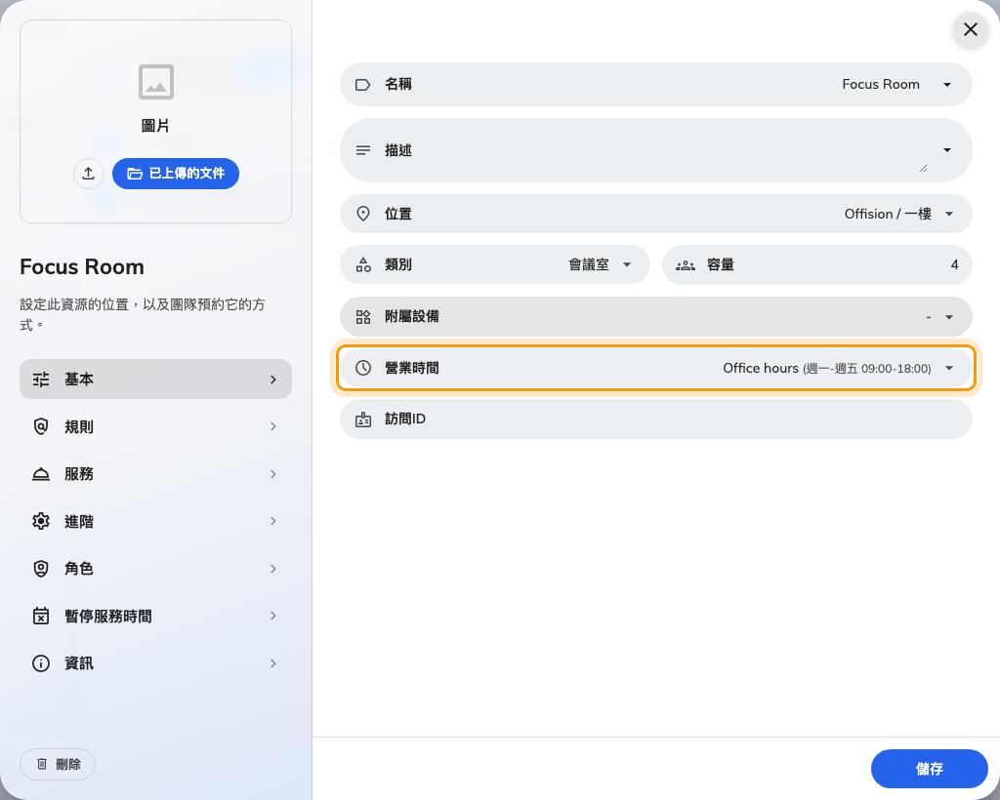 圖片
已上傳的文件
Focus Room
設定此資源的位置，以及團隊預約它的方
式。
基本
規則
服務
進階
角色
暫停服務時間
資訊
刪除
名稱 Focus Room
描述
位置 Offision / 一樓
類別 會議室 容量 4
附屬設備 -
營業時間 Office hours (週一-週五 09:00-18:00)
訪問ID
儲存